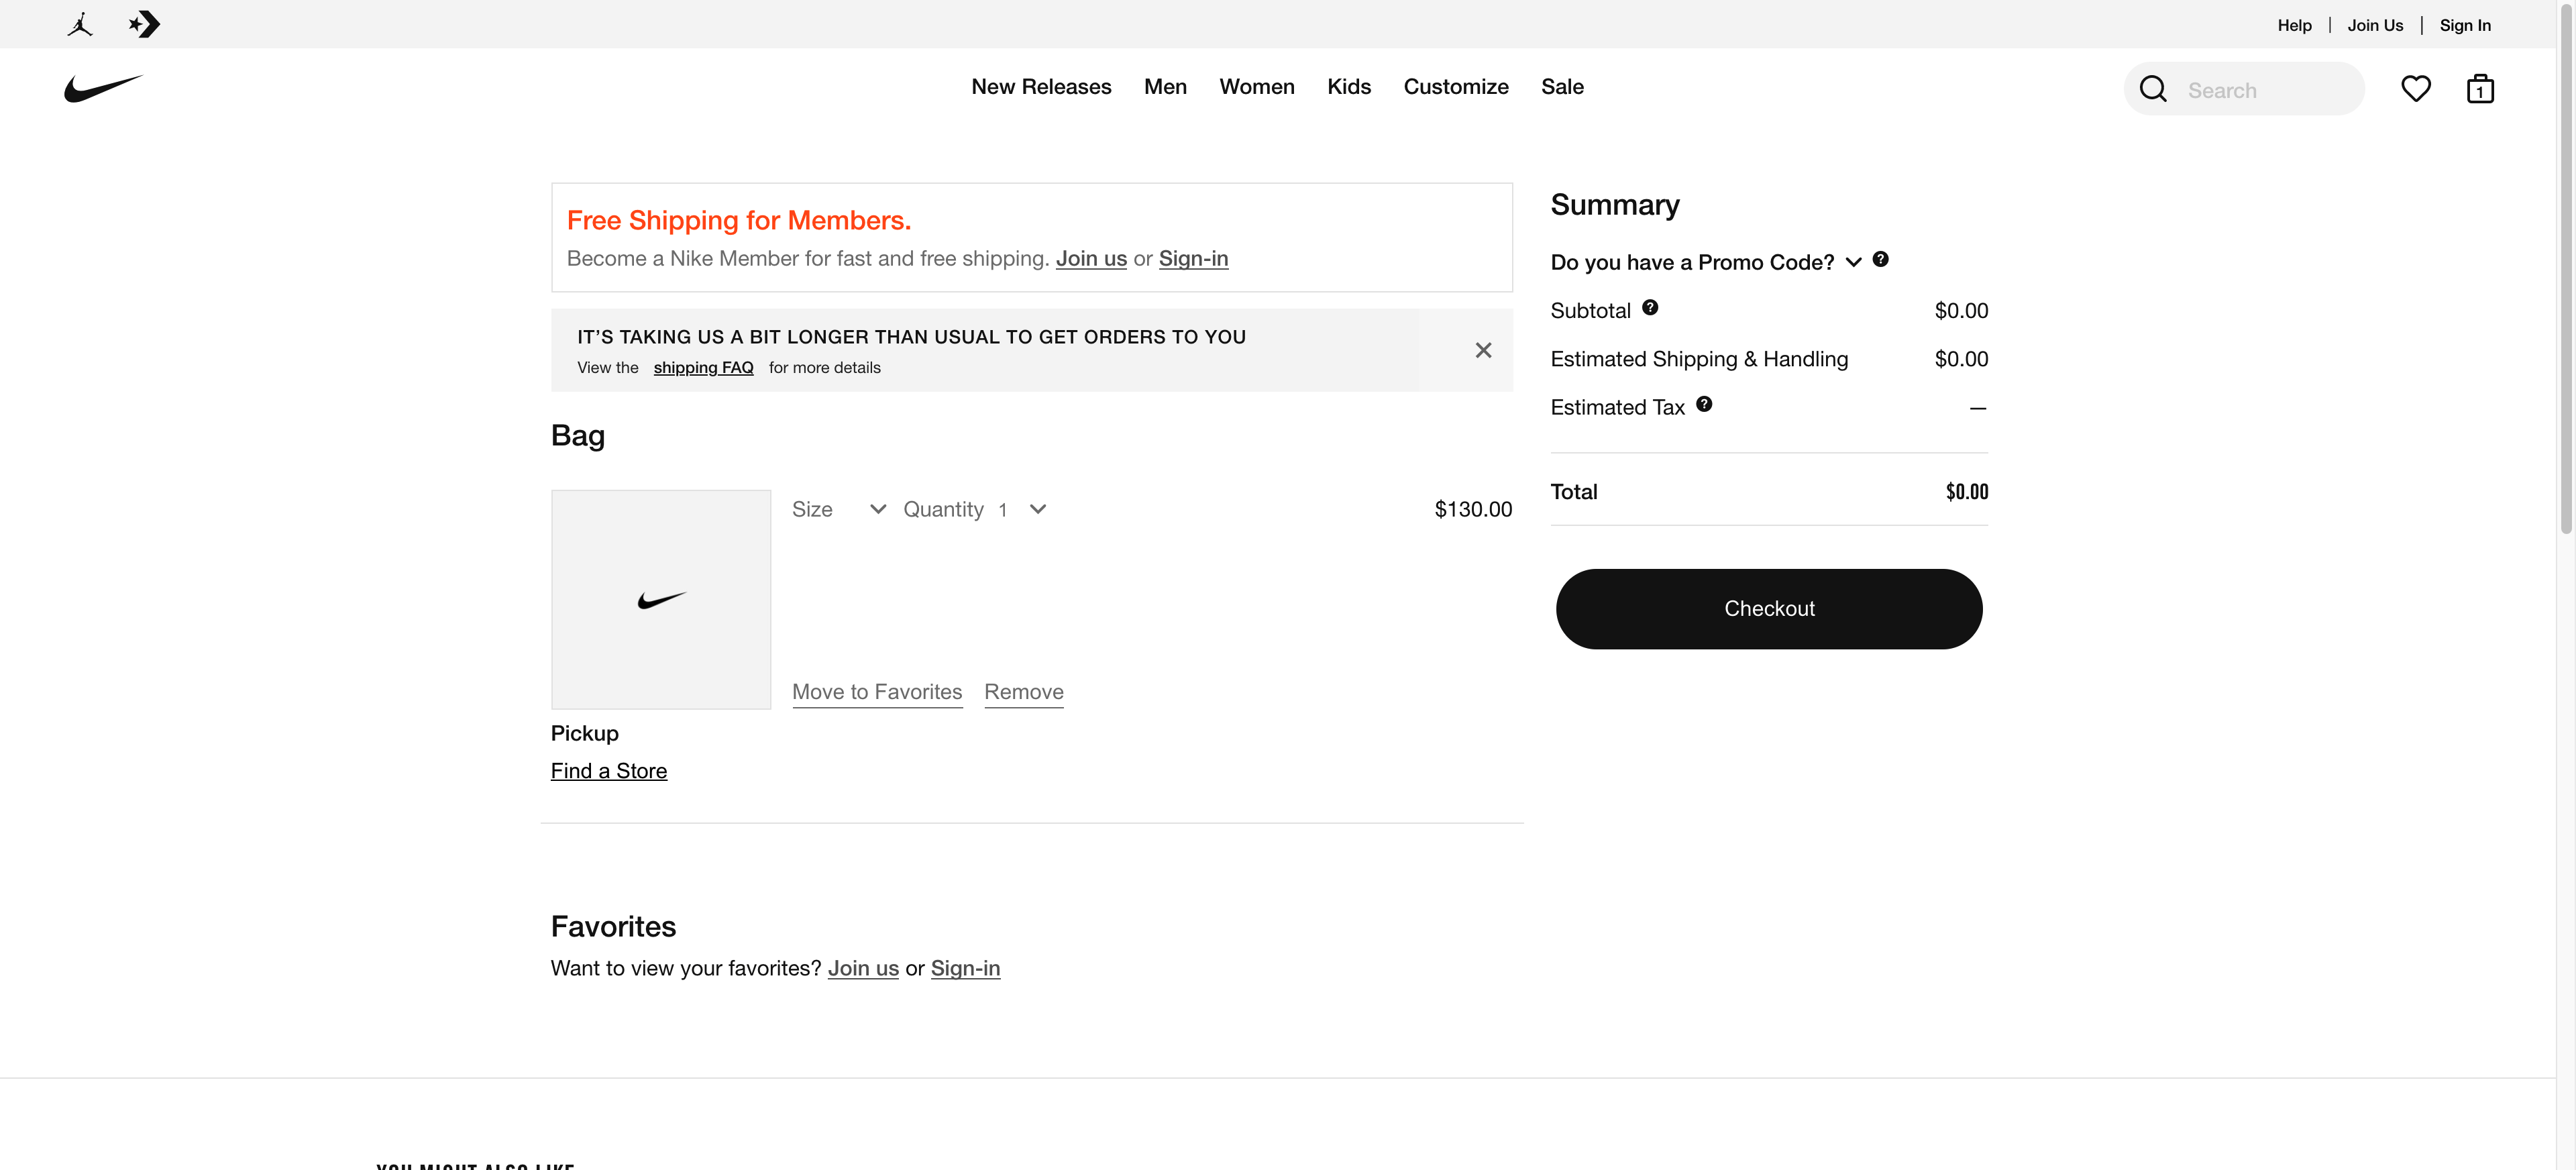 Help | Join Us | Sign In
New Releases Men Women Kids Customize Sale
Search
1
Free Shipping for Members.
Become a Nike Member for fast and free shipping. Join us or Sign-in
IT’S TAKING US A BIT LONGER THAN USUAL TO GET ORDERS TO YOU
View the shipping FAQ for more details
Bag
Size Quantity 1 $130.00
Move to Favorites Remove
Pickup
Find a Store
Favorites
Want to view your favorites? Join us or Sign-in
Summary
Do you have a Promo Code? ?
Subtotal ? $0.00
Estimated Shipping & Handling $0.00
Estimated Tax ? —
Total $0.00
Checkout
YOU MIGHT ALSO LIKE